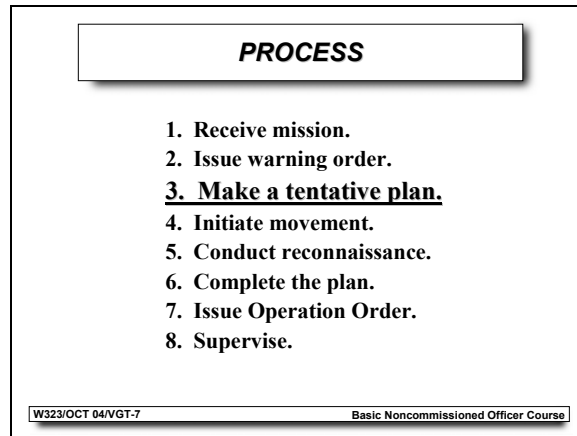 PROCESS
1. Receive mission.
2. Issue warning order.
3. Make a tentative plan.
4. Initiate movement.
5. Conduct reconnaissance.
6. Complete the plan.
7. Issue Operation Order.
8. Supervise.
W323/OCT 04/VGT-7 Basic Noncommissioned Officer Course